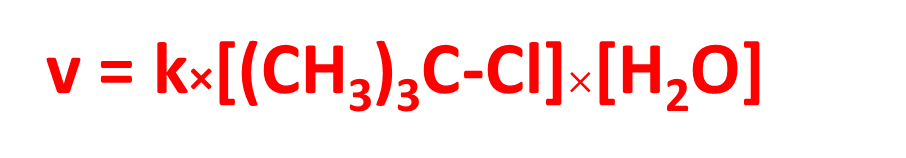 v = k×[(CH₃)₃C-Cl]×[H₂O]